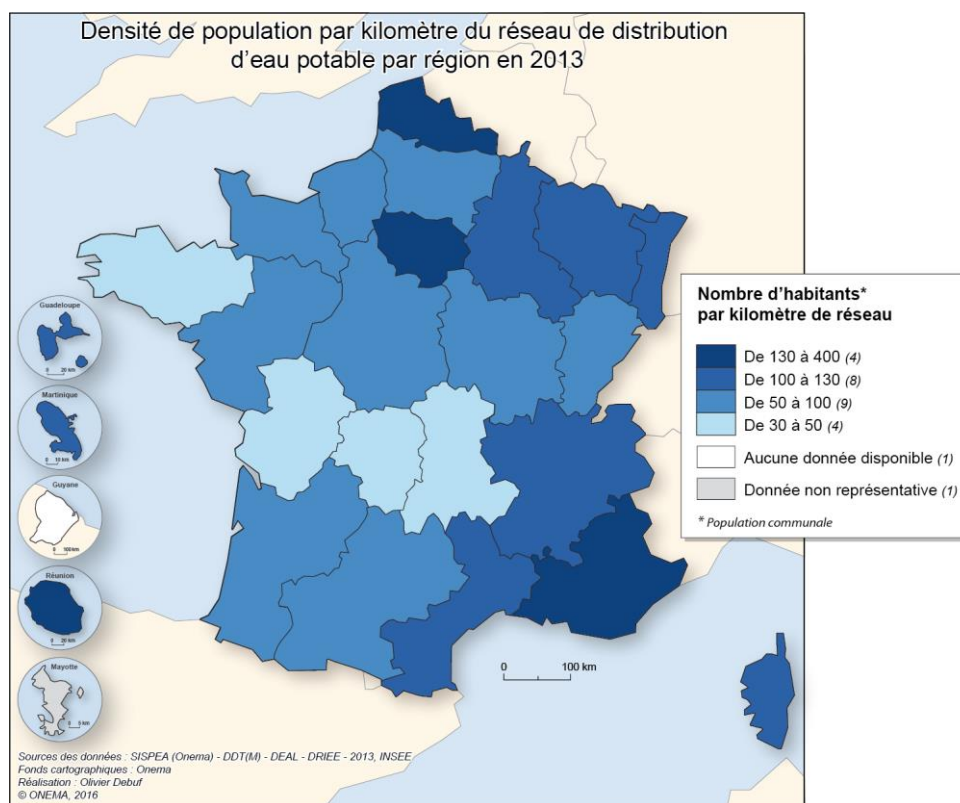 Densité de population par kilomètre du réseau de distribution
d'eau potable par région en 2013
Guadeloupe
0 20 km
Martinique
0 10 km
Guyane
0 100 km
Réunion
0 20 km
Mayotte
0 5 km
Nombre d'habitants*
par kilomètre de réseau
De 130 à 400 (4)
De 100 à 130 (8)
De 50 à 100 (9)
De 30 à 50 (4)
Aucune donnée disponible (1)
Donnée non représentative (1)
* Population communale
0 100 km
Sources des données : SISPEA (Onema) - DDT(M) - DEAL - DRIEE - 2013, INSEE
Fonds cartographiques : Onema
Réalisation : Olivier Debuf
© ONEMA, 2016